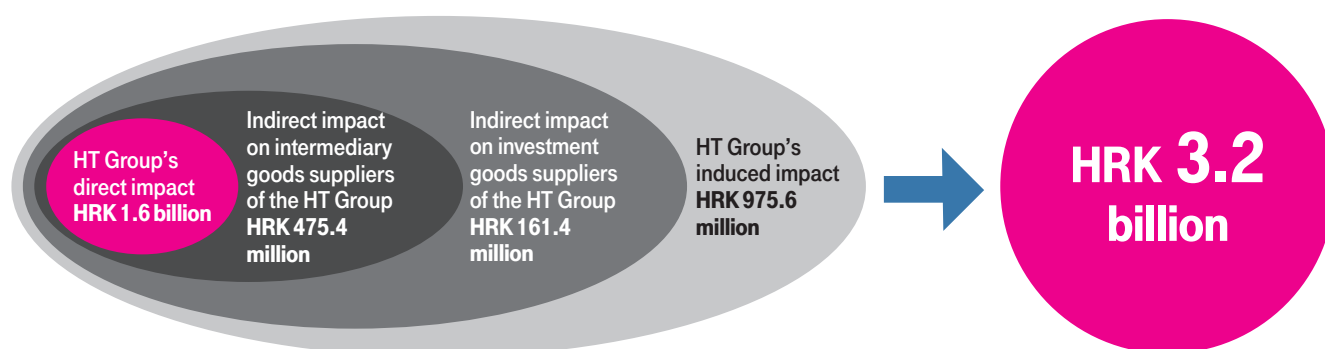 HT Group's
direct impact
HRK 1.6 billion
Indirect impact
on intermediary
goods suppliers
of the HT Group
HRK 475.4
million
Indirect impact
on investment
goods suppliers
of the HT Group
HRK 161.4
million
HT Group's
induced impact
HRK 975.6
million
HRK 3.2
billion